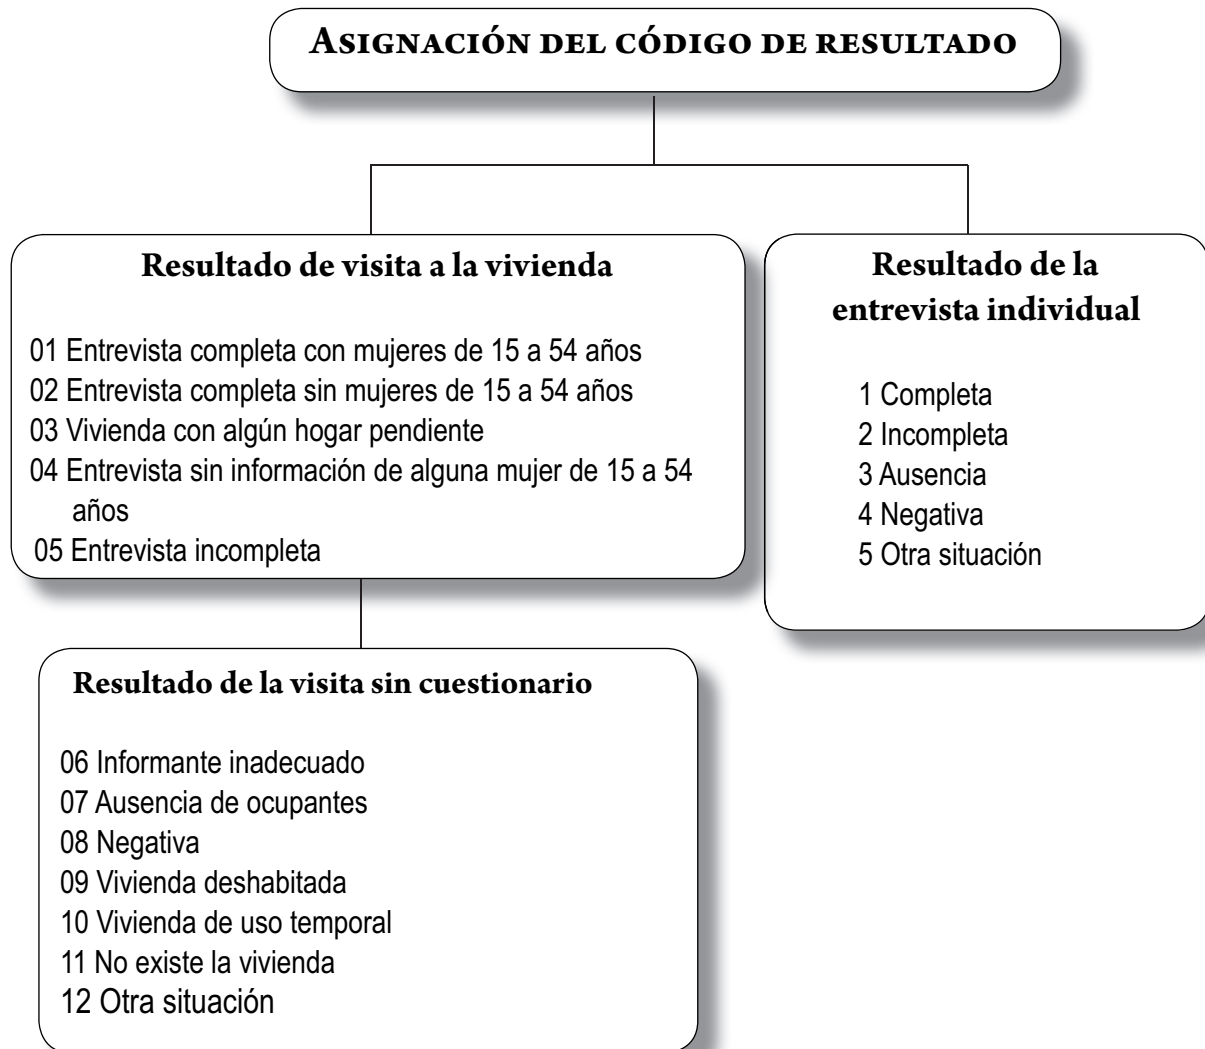 ASIGNACIÓN DEL CÓDIGO DE RESULTADO
Resultado de visita a la vivienda
01 Entrevista completa con mujeres de 15 a 54 años
02 Entrevista completa sin mujeres de 15 a 54 años
03 Vivienda con algún hogar pendiente
04 Entrevista sin información de alguna mujer de 15 a 54
años
05 Entrevista incompleta
Resultado de la
entrevista individual
1 Completa
2 Incompleta
3 Ausencia
4 Negativa
5 Otra situación
Resultado de la visita sin cuestionario
06 Informante inadecuado
07 Ausencia de ocupantes
08 Negativa
09 Vivienda deshabitada
10 Vivienda de uso temporal
11 No existe la vivienda
12 Otra situación